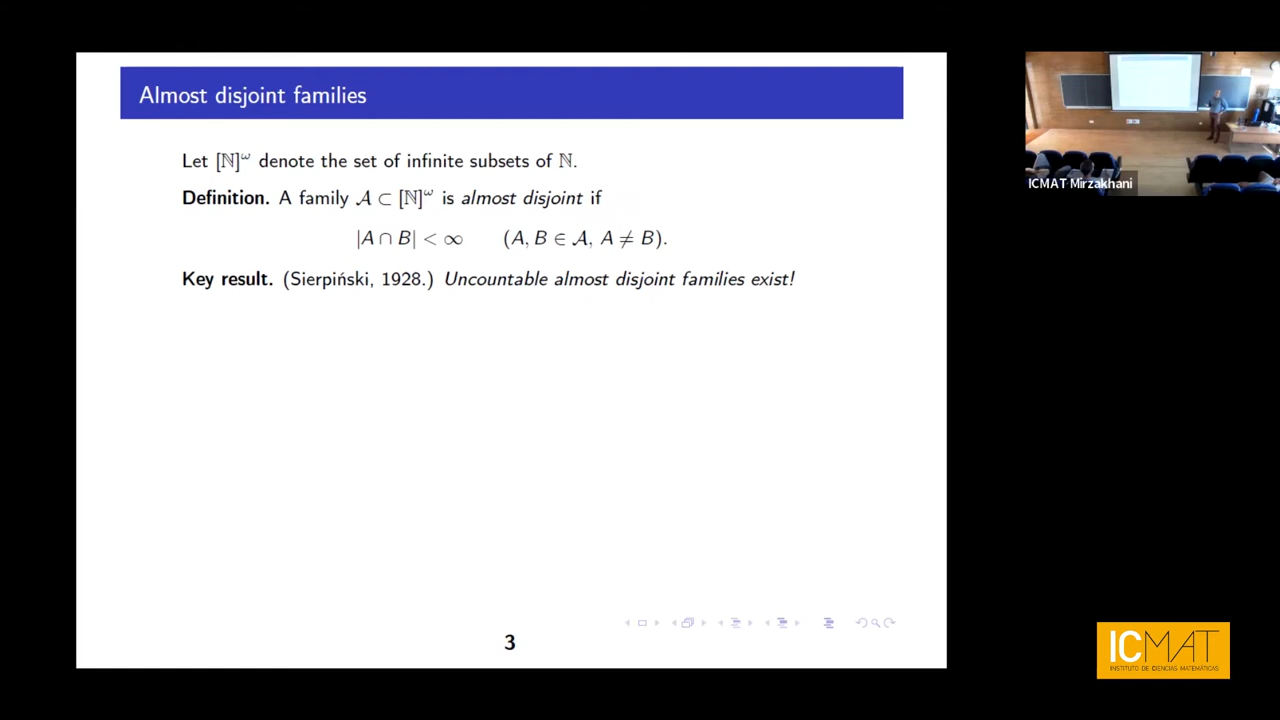 Almost disjoint families
Let [ℕ]^ω denote the set of infinite subsets of ℕ.
Definition. A family 𝒜 ⊂ [ℕ]^ω is almost disjoint if
|A ∩ B| < ∞ (A, B ∈ 𝒜, A ≠ B).
Key result. (Sierpiński, 1928.) Uncountable almost disjoint families exist!
3
ICMAT Mirzakhani
ICMAT
INSTITUTO DE CIENCIAS MATEMÁTICAS